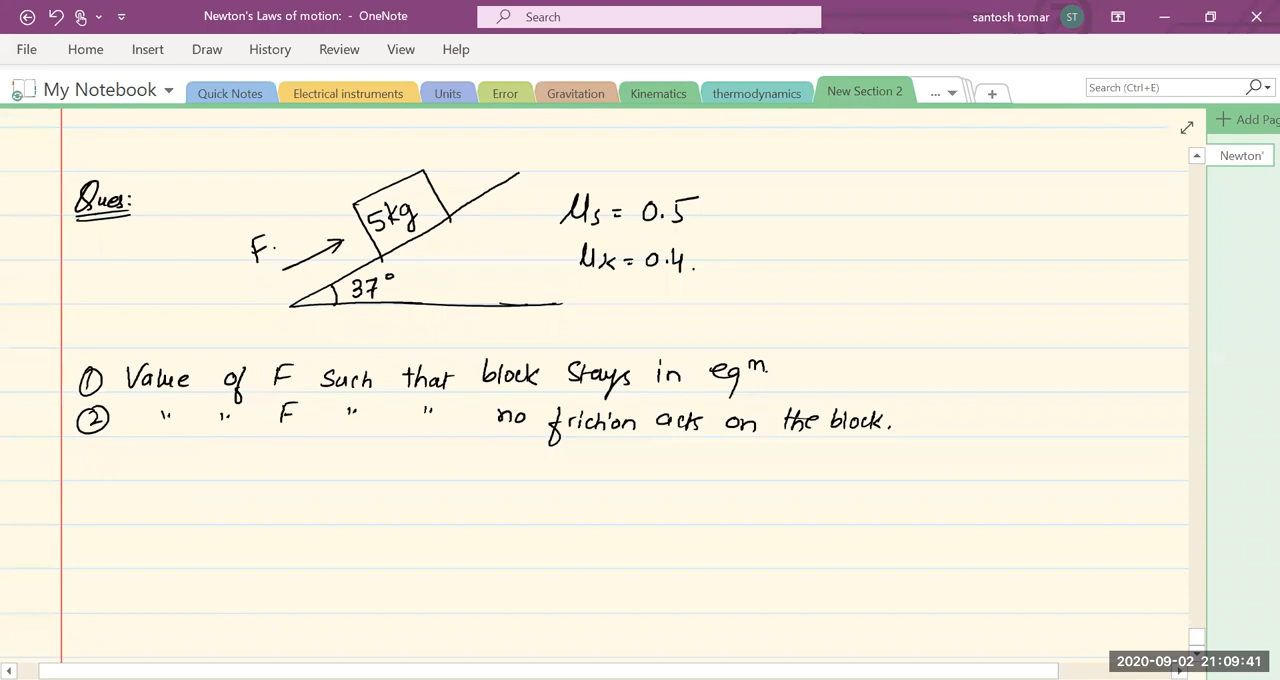 Newton's Laws of motion: - OneNote
Search
santosh tomar
ST
File Home Insert Draw History Review View Help
My Notebook
Quick Notes Electrical instruments Units Error Gravitation Kinematics thermodynamics New Section 2 ...
Search (Ctrl+E)
Add Pag
Newton'
Ques:
5kg
F.
37°
μs = 0.5
μk = 0.4.
① Value of F Such that block Stays in eqm.
② " " F " " no friction acts on the block.
2020-09-02 21:09:41